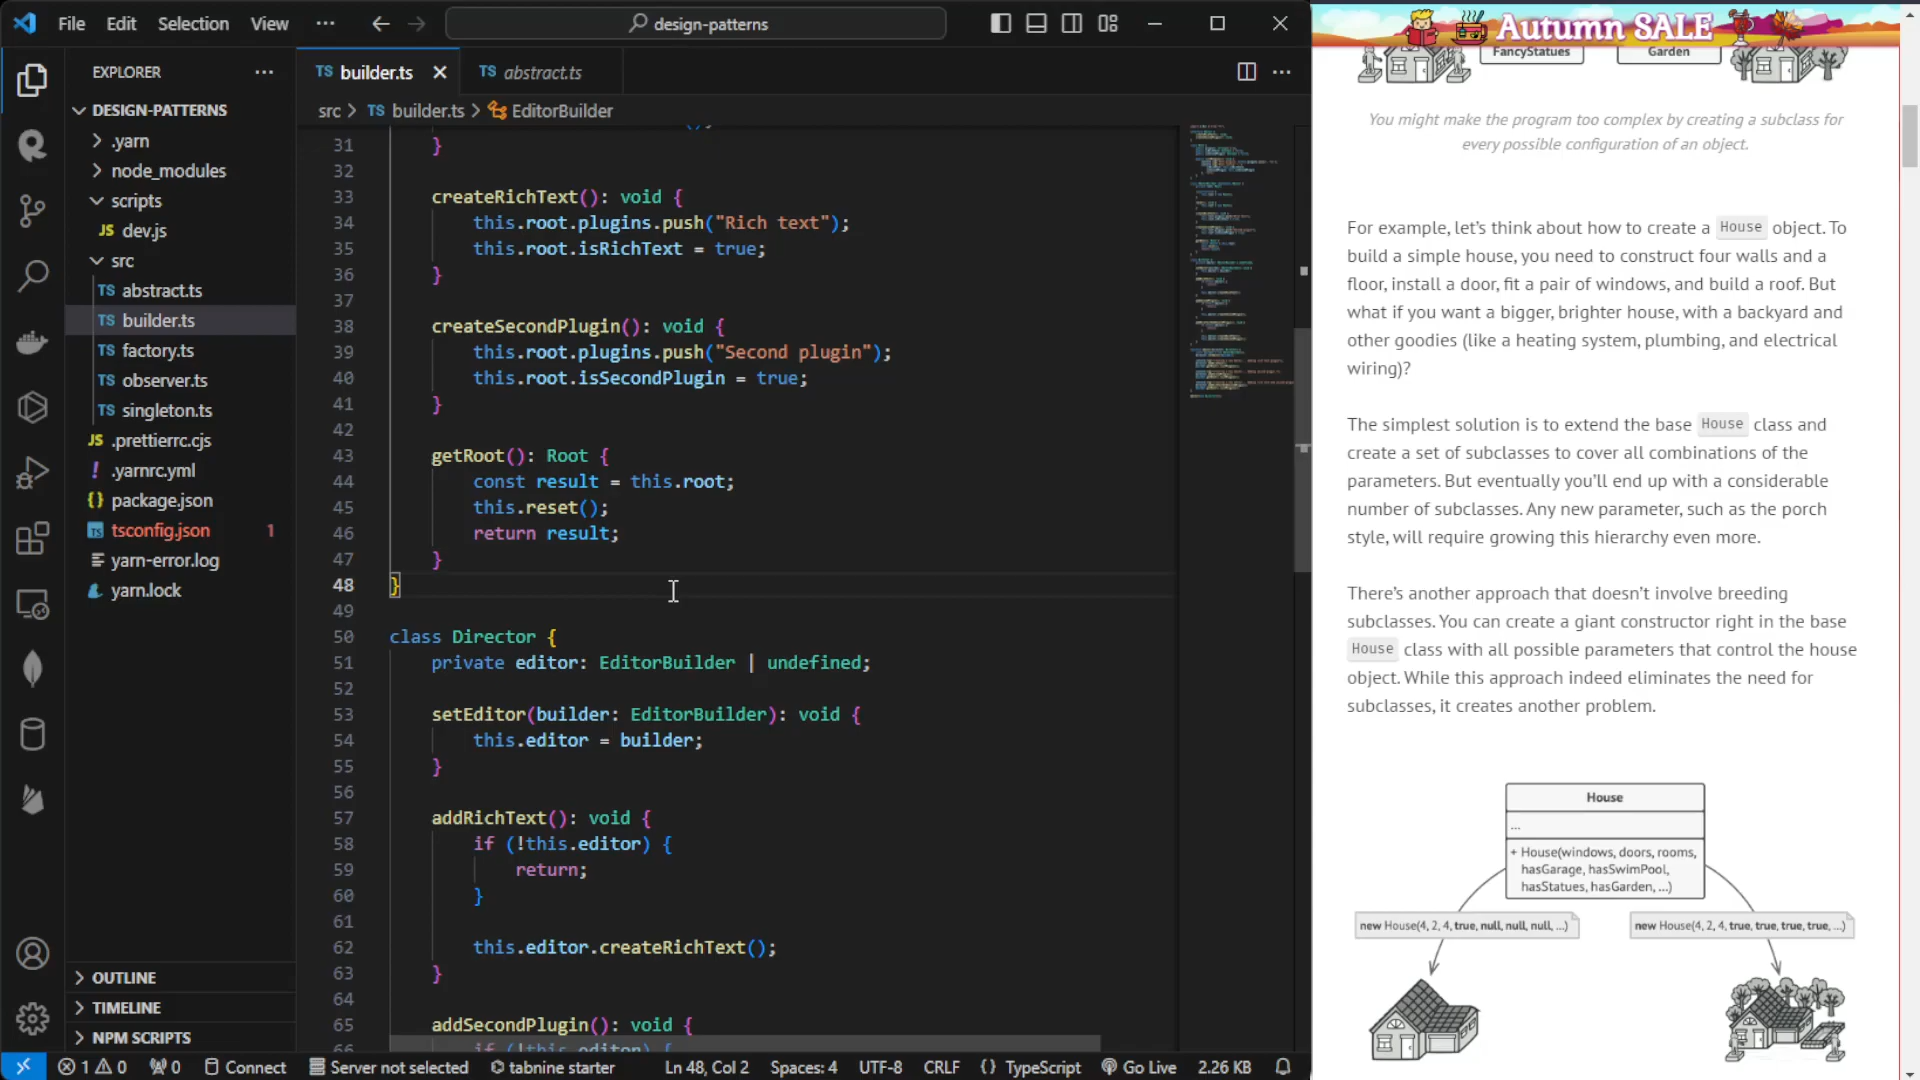 File Edit Selection View ··· design-patterns
EXPLORER ···
DESIGN-PATTERNS
.yarn
node_modules
scripts
JS dev.js
src
TS abstract.ts
TS builder.ts
TS factory.ts
TS observer.ts
TS singleton.ts
JS .prettierrc.cjs
! .yarnrc.yml
{} package.json
TS tsconfig.json 1
yarn-error.log
yarn.lock
OUTLINE
TIMELINE
NPM SCRIPTS
TS builder.ts TS abstract.ts
src > TS builder.ts > EditorBuilder
31 }
32
33 createRichText(): void {
34 this.root.plugins.push("Rich text");
35 this.root.isRichText = true;
36 }
37
38 createSecondPlugin(): void {
39 this.root.plugins.push("Second plugin");
40 this.root.isSecondPlugin = true;
41 }
42
43 getRoot(): Root {
44 const result = this.root;
45 this.reset();
46 return result;
47 }
48 }
49
50 class Director {
51 private editor: EditorBuilder | undefined;
52
53 setEditor(builder: EditorBuilder): void {
54 this.editor = builder;
55 }
56
57 addRichText(): void {
58 if (!this.editor) {
59 return;
60 }
61
62 this.editor.createRichText();
63 }
64
65 addSecondPlugin(): void {
66 if (!this.editor) {
1 0 0 Connect Server not selected tabnine starter Ln 48, Col 2 Spaces: 4 UTF-8 CRLF {} TypeScript Go Live 2.26 KB
Autumn SALE
FancyStatues Garden
You might make the program too complex by creating a subclass for
every possible configuration of an object.
For example, let’s think about how to create a House object. To
build a simple house, you need to construct four walls and a
floor, install a door, fit a pair of windows, and build a roof. But
what if you want a bigger, brighter house, with a backyard and
other goodies (like a heating system, plumbing, and electrical
wiring)?
The simplest solution is to extend the base House class and
create a set of subclasses to cover all combinations of the
parameters. But eventually you’ll end up with a considerable
number of subclasses. Any new parameter, such as the porch
style, will require growing this hierarchy even more.
There’s another approach that doesn’t involve breeding
subclasses. You can create a giant constructor right in the base
House class with all possible parameters that control the house
object. While this approach indeed eliminates the need for
subclasses, it creates another problem.
House
...
+ House(windows, doors, rooms,
hasGarage, hasSwimPool,
hasStatues, hasGarden, ...)
new House(4, 2, 4, true, null, null, null, ...)
new House(4, 2, 4, true, true, true, true, ...)